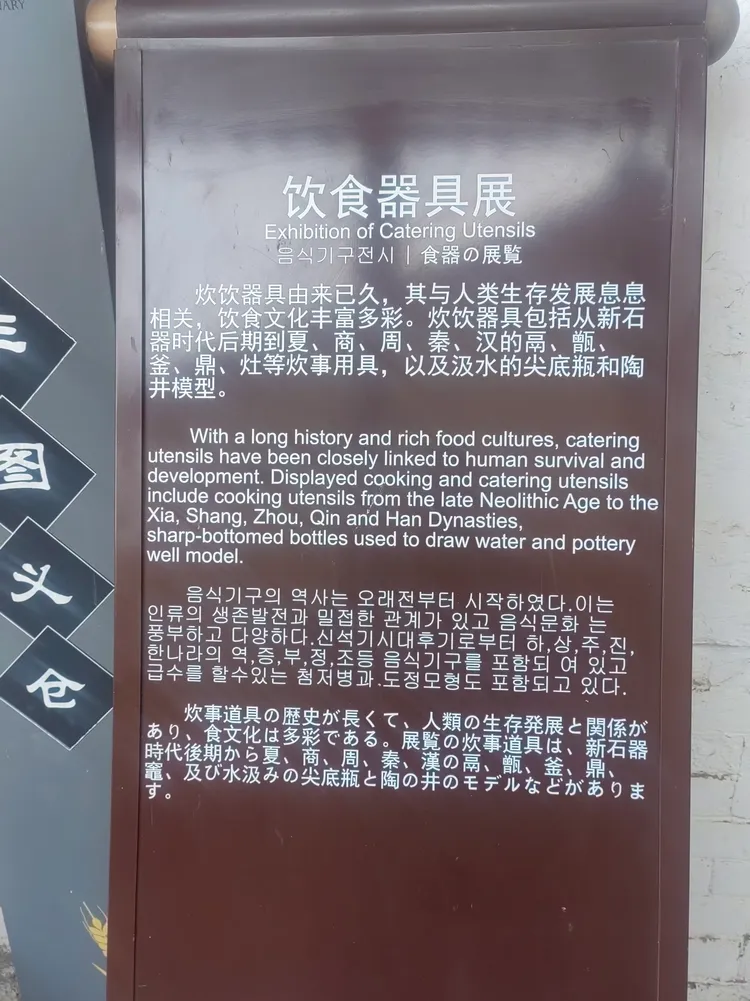 饮食器具展
Exhibition of Catering Utensils
음식기구전시 | 食器の展覧
炊饮器具由来已久，其与人类生存发展息息
相关，饮食文化丰富多彩。炊饮器具包括从新石
器时代后期到夏、商、周、秦、汉的鬲、甑、
釜、鼎、灶等炊事用具，以及汲水的尖底瓶和陶
井模型。
With a long history and rich food cultures, catering
utensils have been closely linked to human survival and
development. Displayed cooking and catering utensils
include cooking utensils from the late Neolithic Age to the
Xia, Shang, Zhou, Qin and Han Dynasties,
sharp-bottomed bottles used to draw water and pottery
well model.
음식기구의 역사는 오래전부터 시작하였다.이는
인류의 생존발전과 밀접한 관계가 있고 음식문화 는
풍부하고 다양하다.신석기시대후기로부터 하,상,주,진,
한나라의 역,증,부,정,조등 음식기구를 포함되 여 있고
급수를 할수있는 첨저병과.도정모형도 포함되고 있다.
炊事道具の歴史が長くて、人類の生存発展と関係が
あり、食文化は多彩である。展覧の炊事道具は、新石器
時代後期から夏、商、周、秦、漢の鬲、甑、釜、鼎、
竈、及び水汲みの尖底瓶と陶の井のモデルなどがありま
す。
图
义
仓